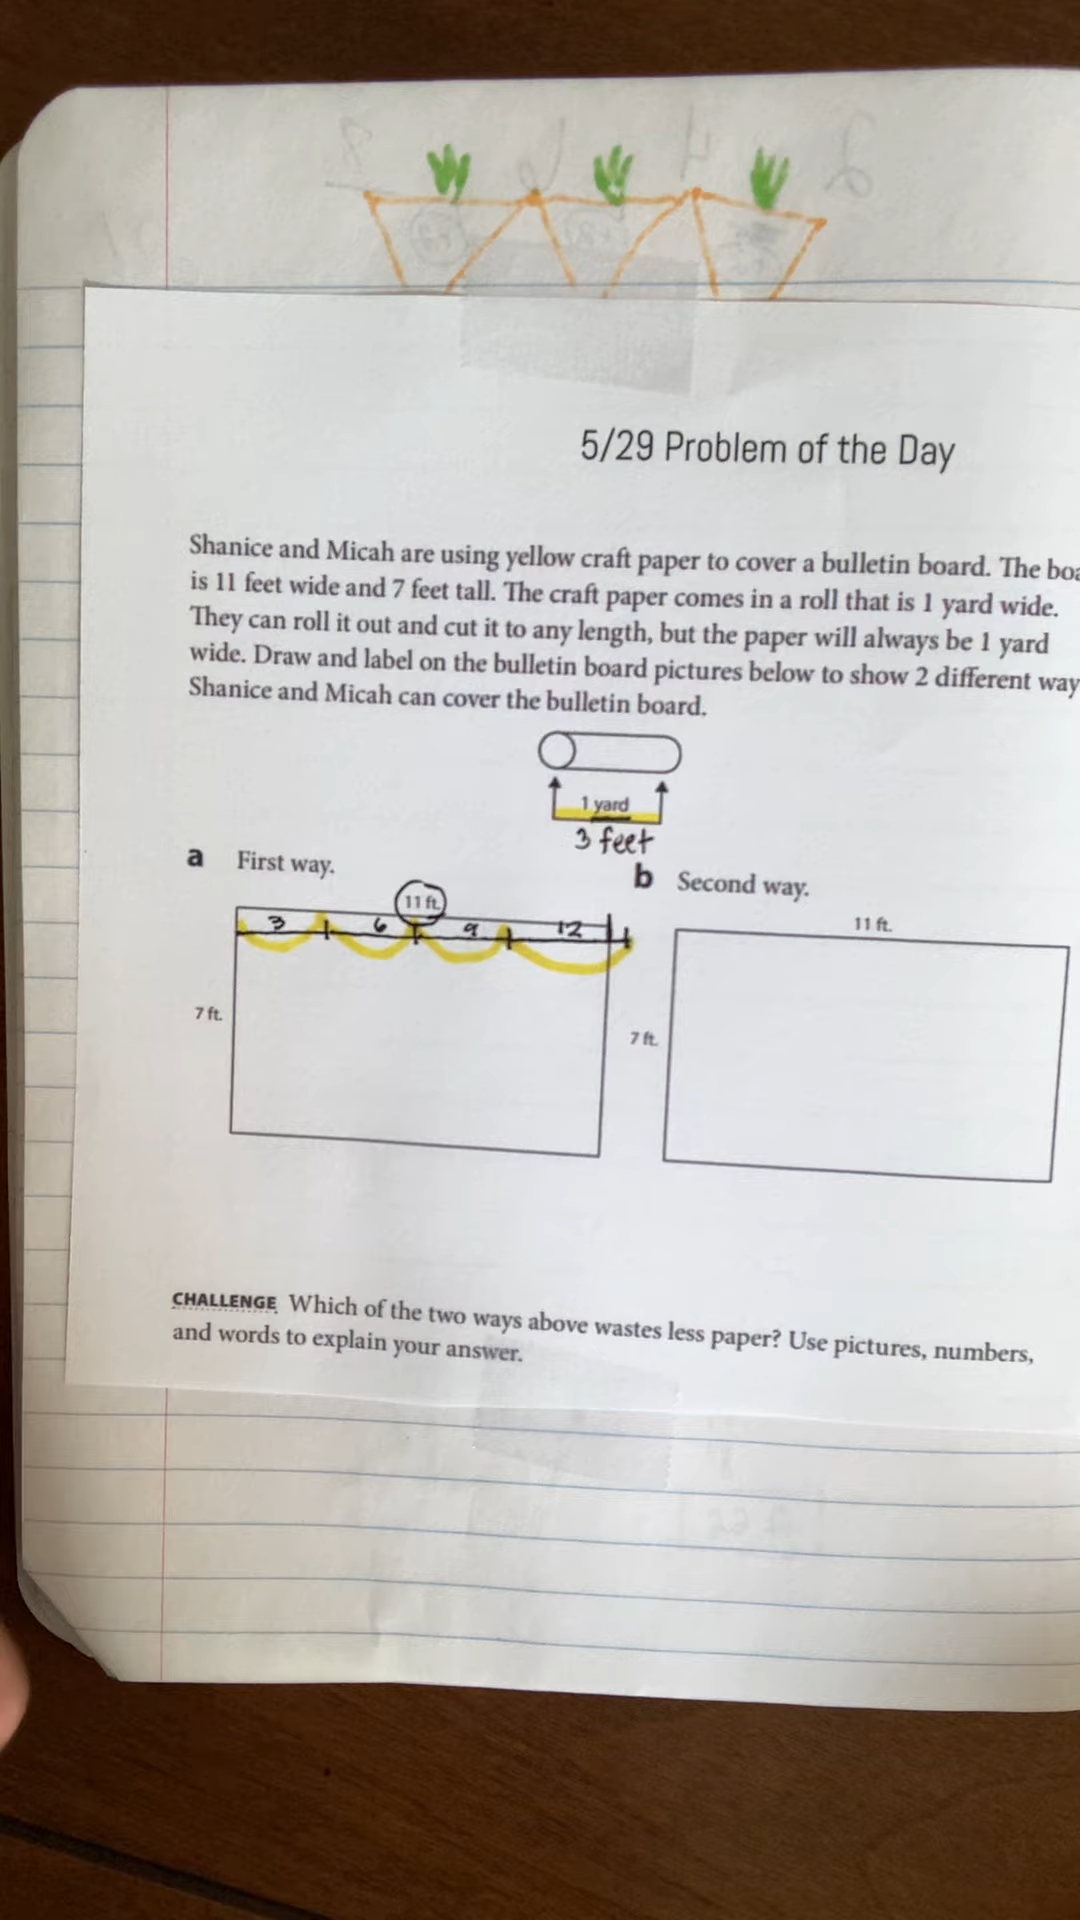 5/29 Problem of the Day
Shanice and Micah are using yellow craft paper to cover a bulletin board. The boa
is 11 feet wide and 7 feet tall. The craft paper comes in a roll that is 1 yard wide.
They can roll it out and cut it to any length, but the paper will always be 1 yard
wide. Draw and label on the bulletin board pictures below to show 2 different way
Shanice and Micah can cover the bulletin board.
1 yard
3 feet
a First way.
b Second way.
11 ft.
3 6 9 12
7 ft.
11 ft.
7 ft.
CHALLENGE Which of the two ways above wastes less paper? Use pictures, numbers,
and words to explain your answer.